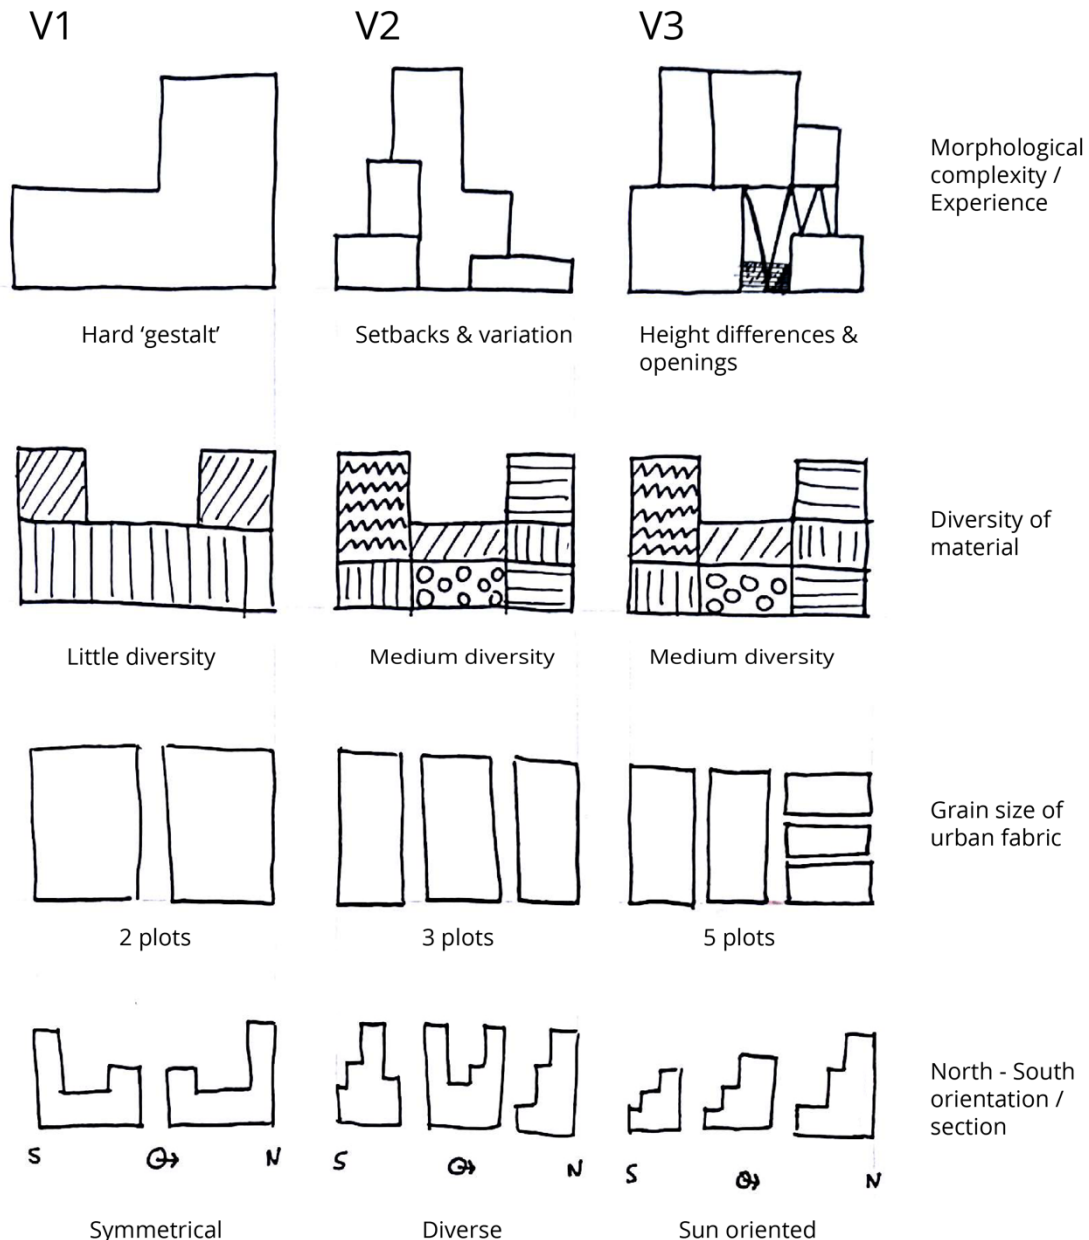 V1 V2 V3
Morphological
complexity /
Experience
Hard ‘gestalt’ Setbacks & variation Height differences &
openings
Diversity of
material
Little diversity Medium diversity Medium diversity
Grain size of
urban fabric
2 plots 3 plots 5 plots
North - South
orientation /
section
S N S N S N
Symmetrical Diverse Sun oriented